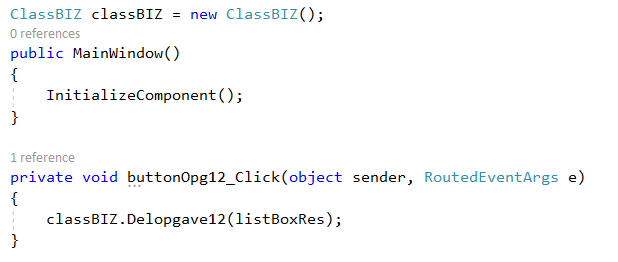 ClassBIZ classBIZ = new ClassBIZ();
0 references
public MainWindow()
{
    InitializeComponent();
}
1 reference
private void buttonOpg12_Click(object sender, RoutedEventArgs e)
{
    classBIZ.Delopgave12(listBoxRes);
}